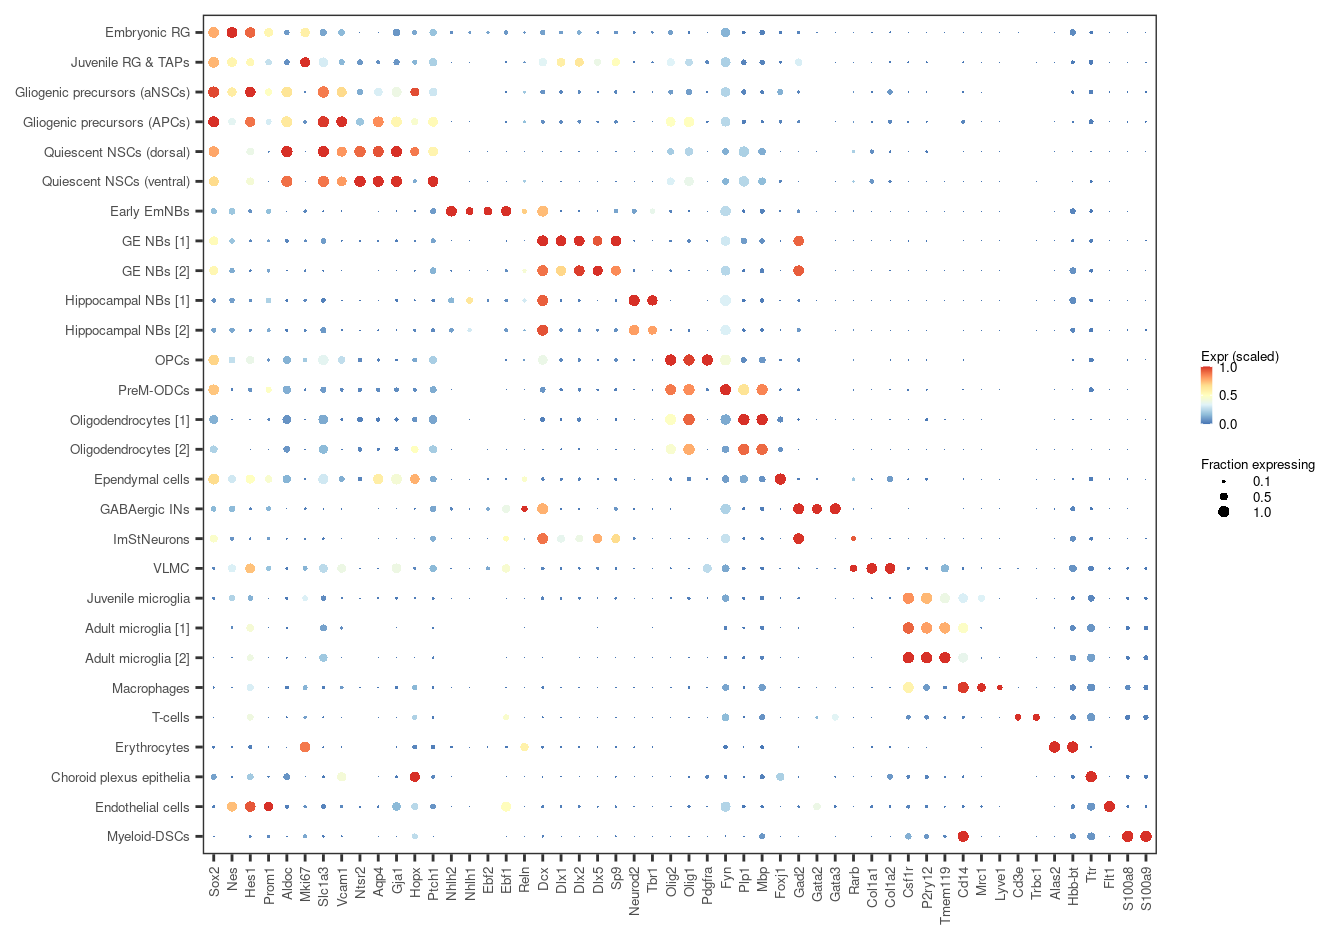 Embryonic RG
Juvenile RG & TAPs
Gliogenic precursors (aNSCs)
Gliogenic precursors (APCs)
Quiescent NSCs (dorsal)
Quiescent NSCs (ventral)
Early EmNBs
GE NBs [1]
GE NBs [2]
Hippocampal NBs [1]
Hippocampal NBs [2]
OPCs
PreM-ODCs
Oligodendrocytes [1]
Oligodendrocytes [2]
Ependymal cells
GABAergic INs
ImStNeurons
VLMC
Juvenile microglia
Adult microglia [1]
Adult microglia [2]
Macrophages
T-cells
Erythrocytes
Choroid plexus epithelia
Endothelial cells
Myeloid-DSCs
Sox2
Nes
Hes1
Prom1
Aldoc
Mki67
Slc1a3
Vcam1
Ntsr2
Aqp4
Gja1
Hopx
Ptch1
Nhlh2
Nhlh1
Ebf2
Ebf1
Reln
Dcx
Dlx1
Dlx2
Dlx5
Sp9
Neurod2
Tbr1
Olig2
Olig1
Pdgfra
Fyn
Plp1
Mbp
Foxj1
Gad2
Gata2
Gata3
Rarb
Col1a1
Col1a2
Csf1r
P2ry12
Tmem119
Cd14
Mrc1
Lyve1
Cd3e
Trbc1
Alas2
Hbb-bt
Ttr
Flt1
S100a8
S100a9
Expr (scaled)
1.0
0.5
0.0
Fraction expressing
0.1
0.5
1.0